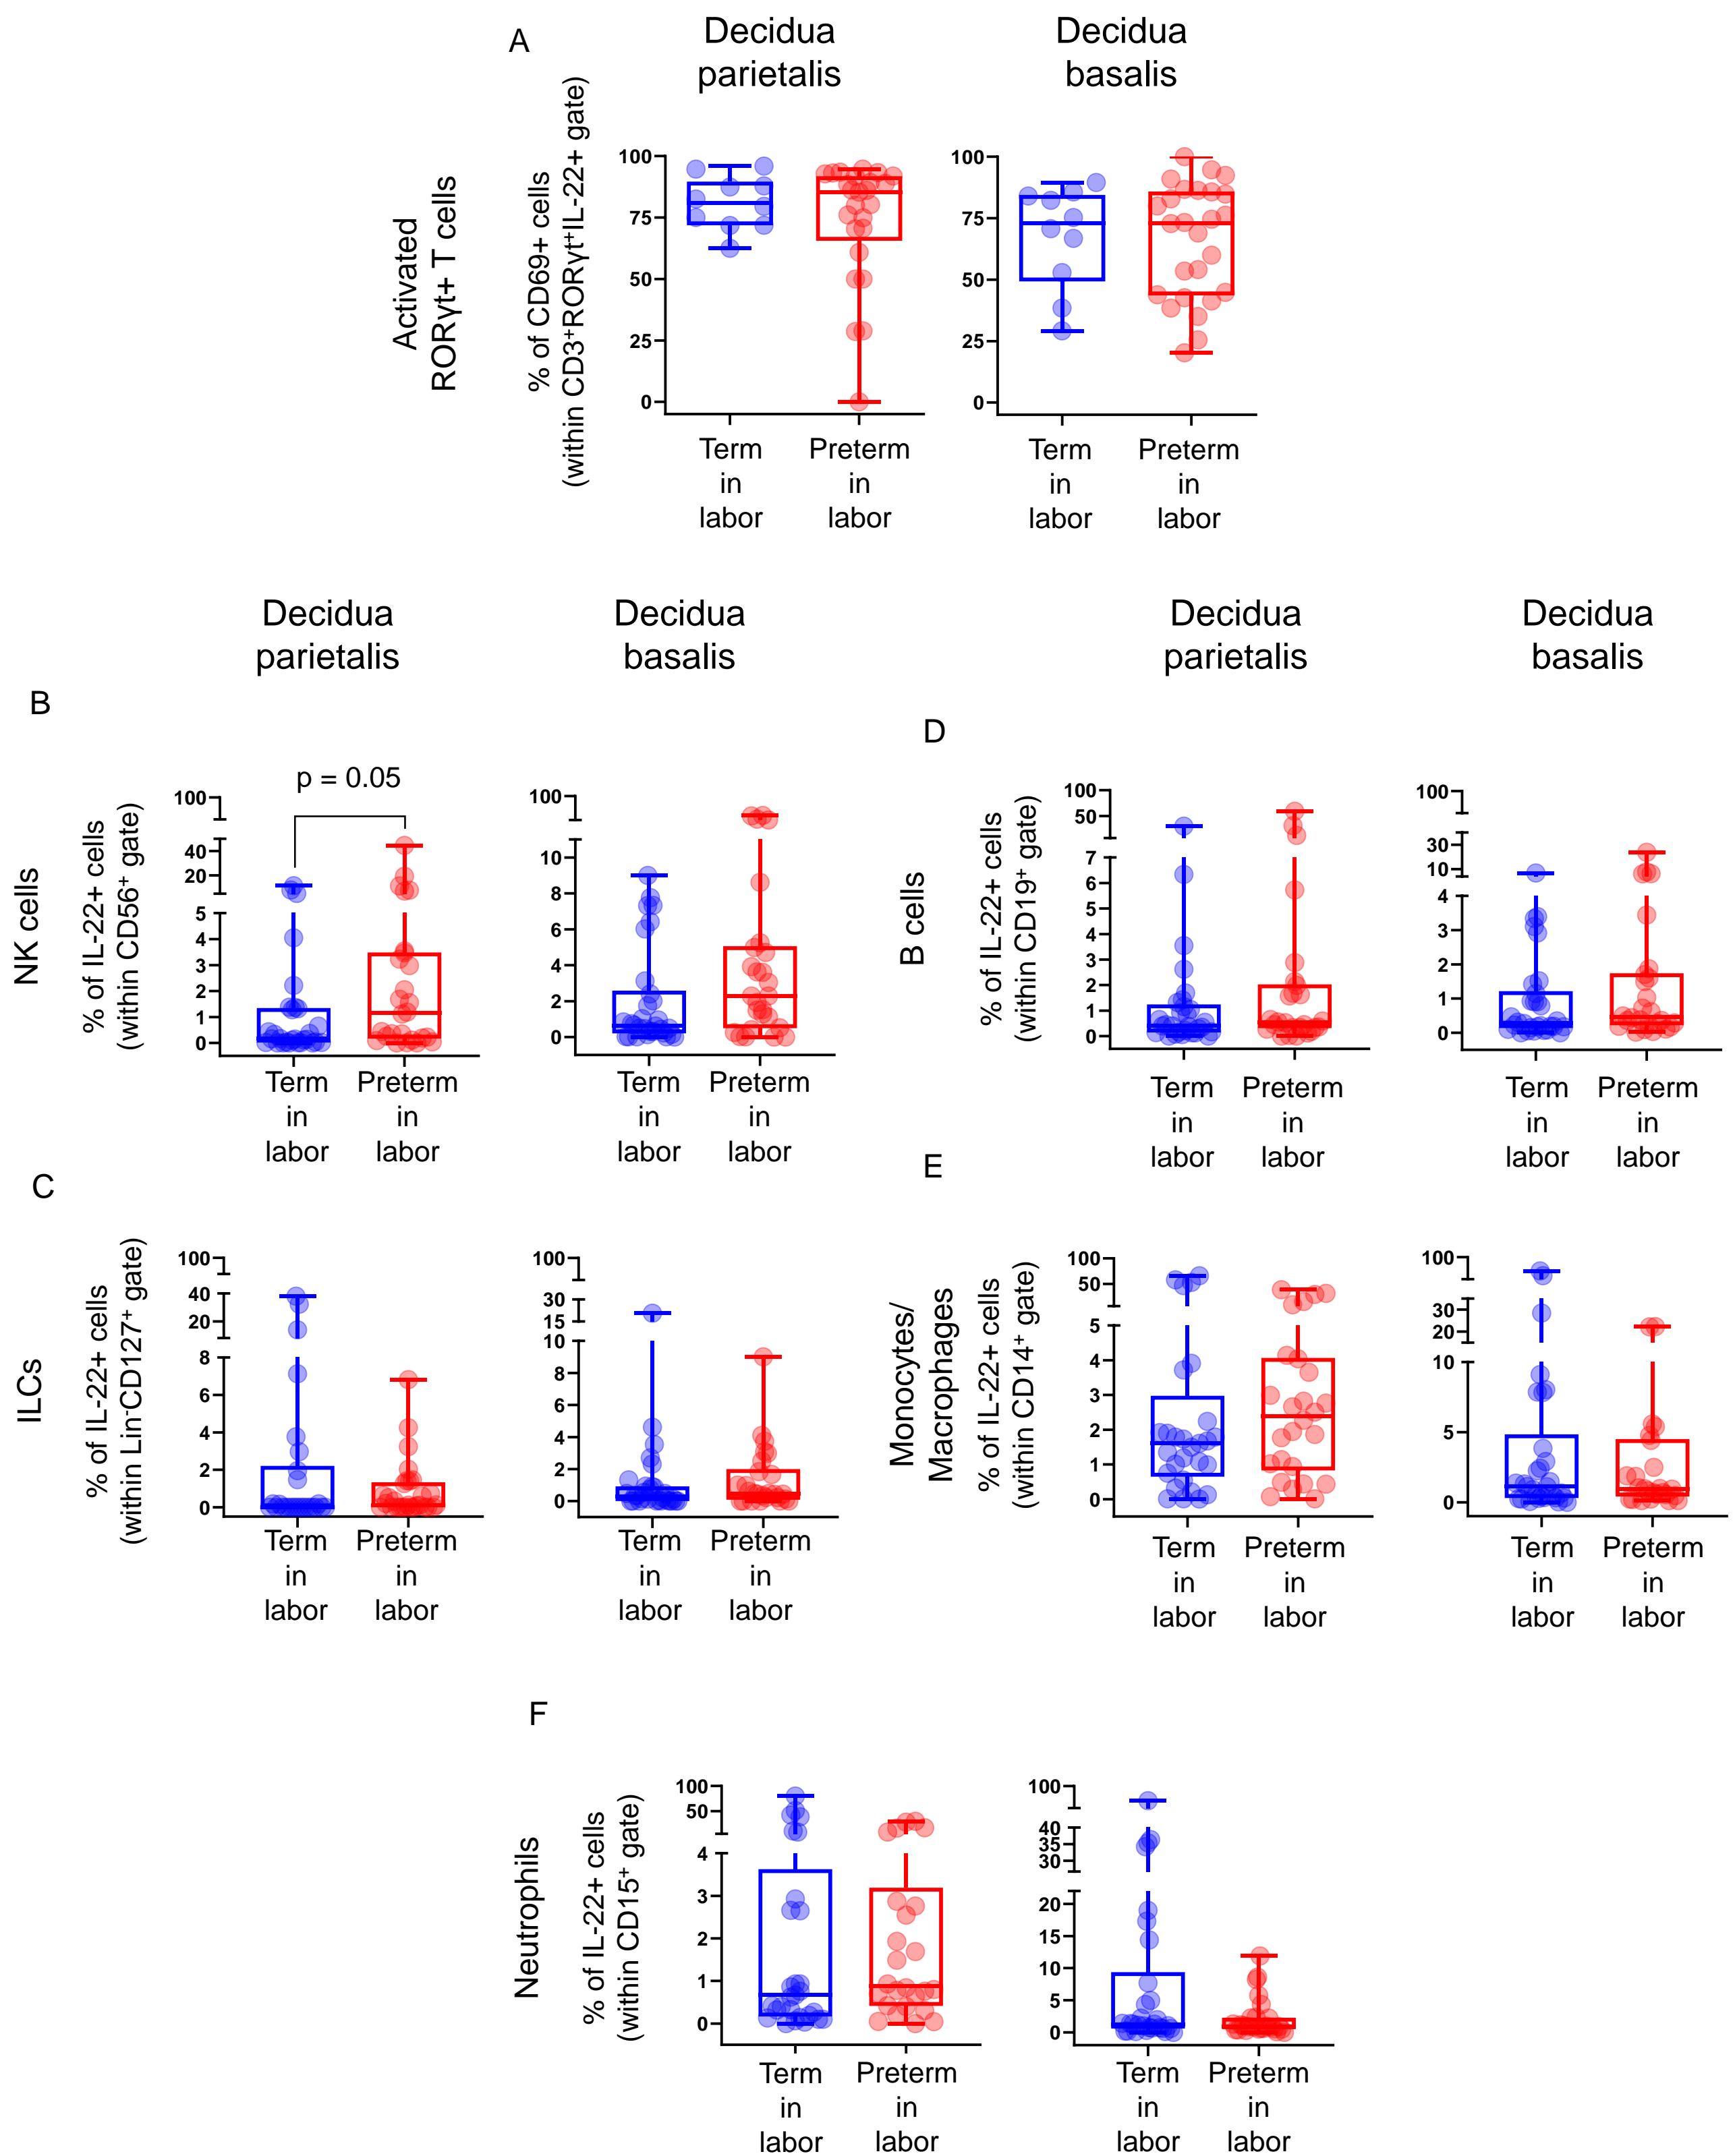 A
Decidua
parietalis
Decidua
basalis
Activated
RORγt+ T cells
% of CD69+ cells
(within CD3⁺RORγt⁺IL-22+ gate)
100
75
50
25
0
Term
in
labor
Preterm
in
labor
100
75
50
25
0
Term
in
labor
Preterm
in
labor
Decidua
parietalis
Decidua
basalis
Decidua
parietalis
Decidua
basalis
B
NK cells
% of IL-22+ cells
(within CD56⁺ gate)
p = 0.05
100
40
20
5
4
3
2
1
0
Term
in
labor
Preterm
in
labor
100
10
8
6
4
2
0
Term
in
labor
Preterm
in
labor
D
B cells
% of IL-22+ cells
(within CD19⁺ gate)
100
50
7
6
5
4
3
2
1
0
Term
in
labor
Preterm
in
labor
100
30
10
4
3
2
1
0
Term
in
labor
Preterm
in
labor
C
ILCs
% of IL-22+ cells
(within Lin⁻CD127⁺ gate)
100
40
20
8
6
4
2
0
Term
in
labor
Preterm
in
labor
100
30
15
10
8
6
4
2
0
Term
in
labor
Preterm
in
labor
E
Monocytes/
Macrophages
% of IL-22+ cells
(within CD14⁺ gate)
100
50
5
4
3
2
1
0
Term
in
labor
Preterm
in
labor
100
30
20
10
5
0
Term
in
labor
Preterm
in
labor
F
Neutrophils
% of IL-22+ cells
(within CD15⁺ gate)
100
50
4
3
2
1
0
Term
in
labor
Preterm
in
labor
100
40
35
30
20
15
10
5
0
Term
in
labor
Preterm
in
labor